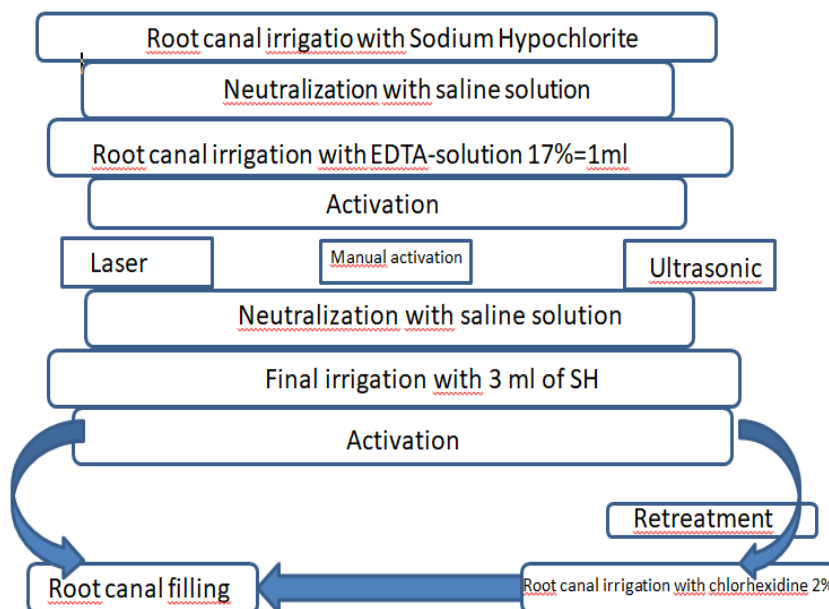 Root canal irrigatio with Sodium Hypochlorite
Neutralization with saline solution
Root canal irrigation with EDTA-solution 17%=1ml
Activation
Laser
Manual activation
Ultrasonic
Neutralization with saline solution
Final irrigation with 3 ml of SH
Activation
Retreatment
Root canal filling
Root canal irrigation with chlorhexidine 2%